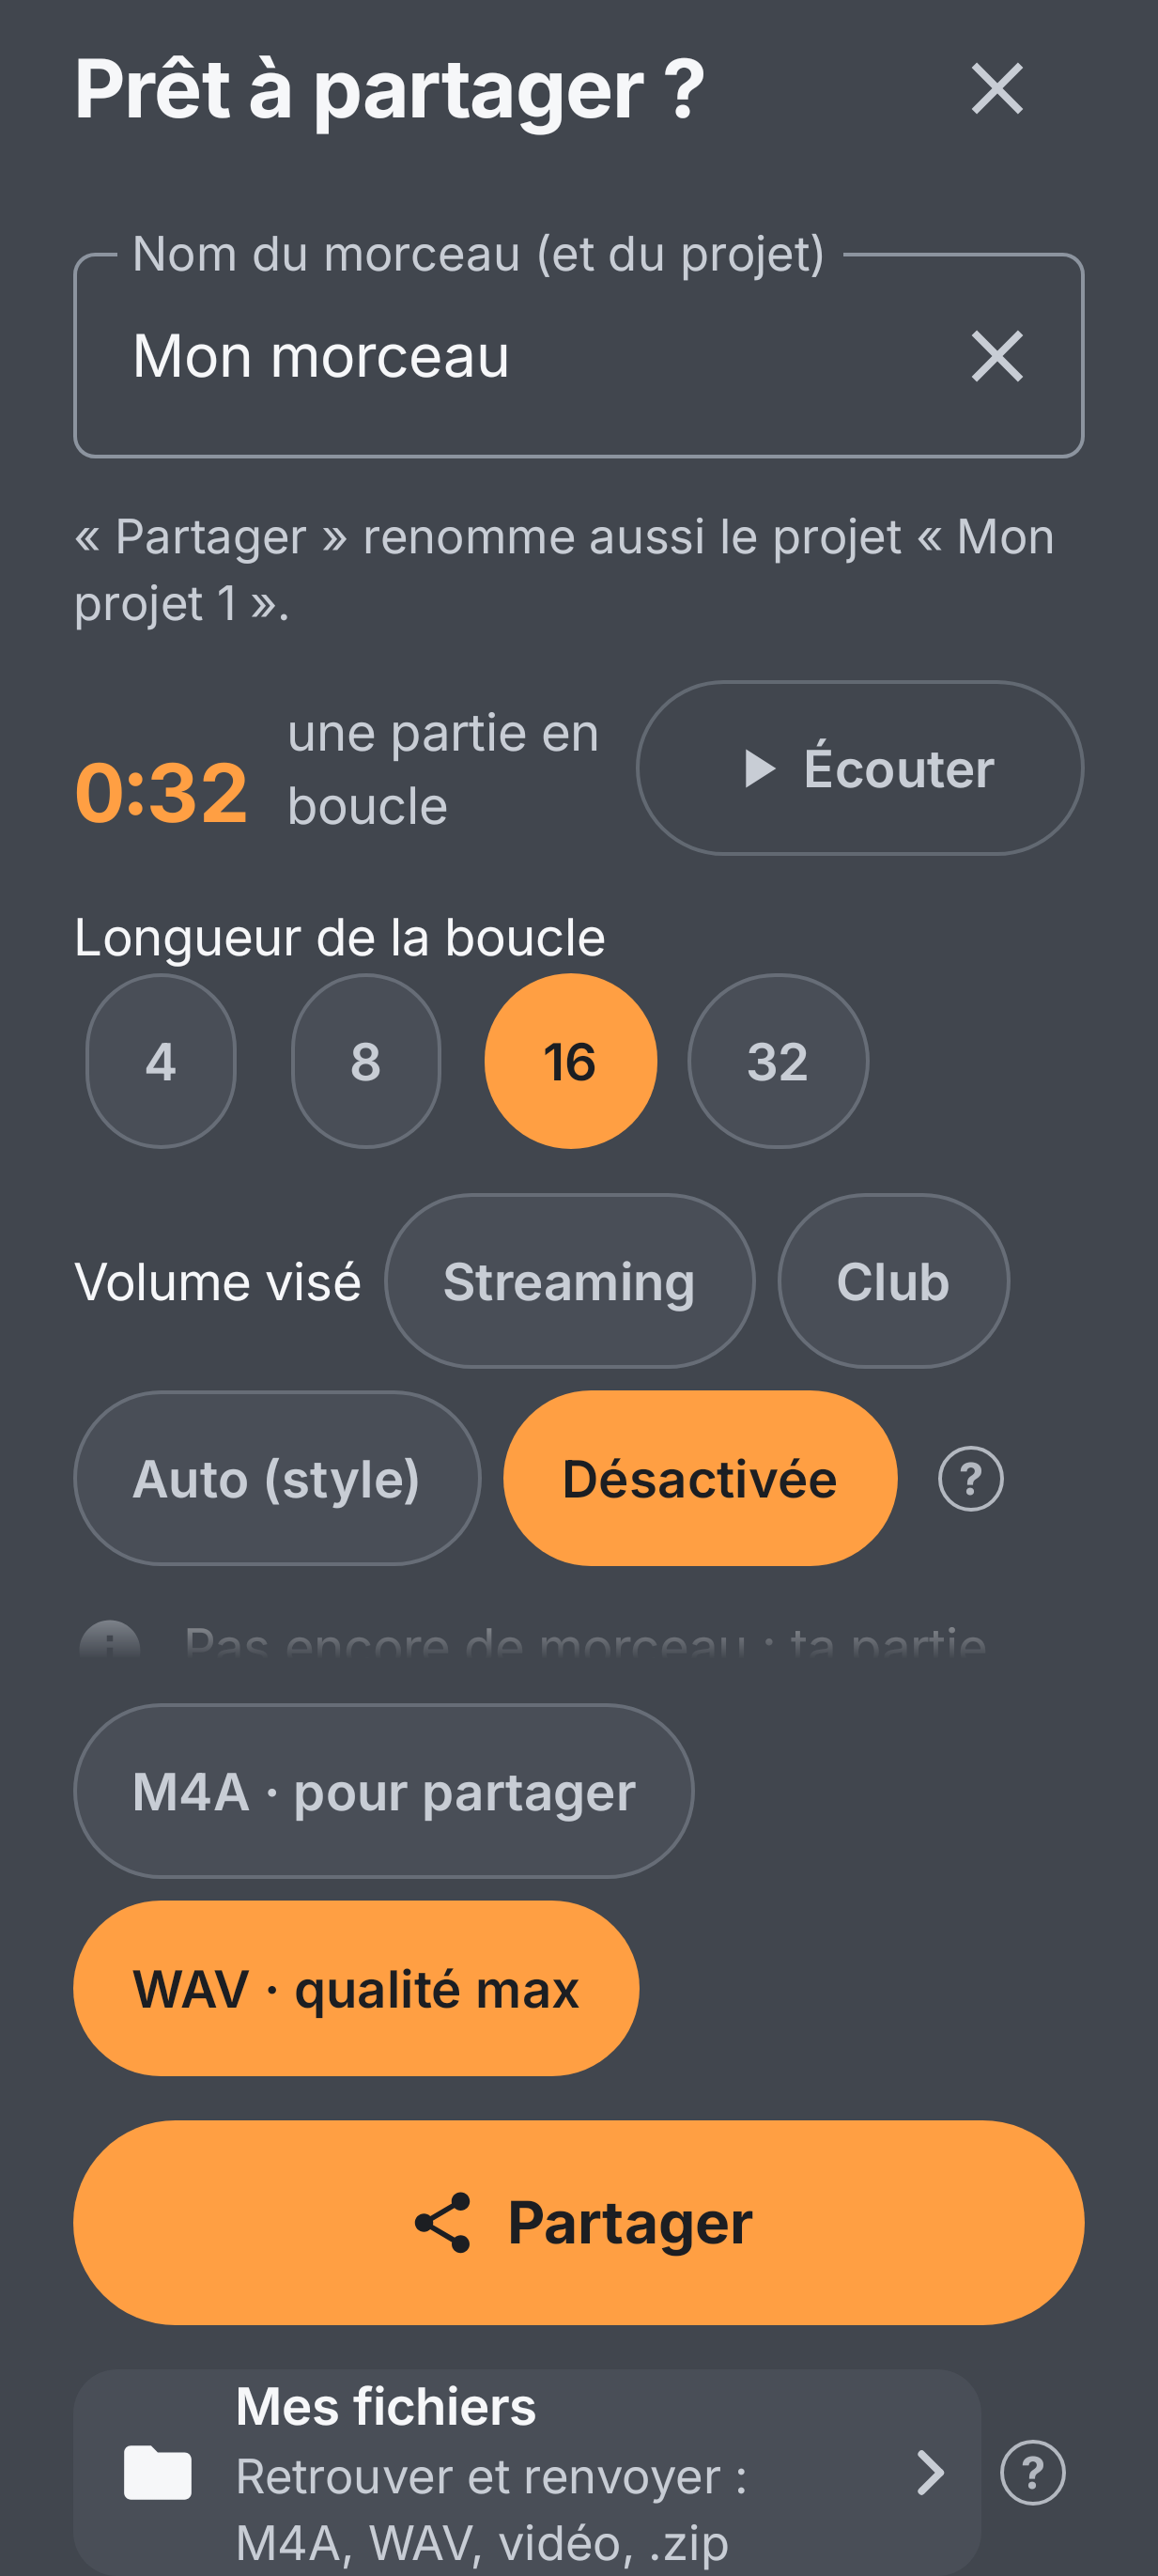 Prêt à partager ?
Nom du morceau (et du projet)
Mon morceau
« Partager » renomme aussi le projet « Mon
projet 1 ».
0:32
une partie en
boucle
Écouter
Longueur de la boucle
4
8
16
32
Volume visé
Streaming
Club
Auto (style)
Désactivée
?
Pas encore de morceau : ta partie
M4A · pour partager
WAV · qualité max
Partager
Mes fichiers
Retrouver et renvoyer :
M4A, WAV, vidéo, .zip
?